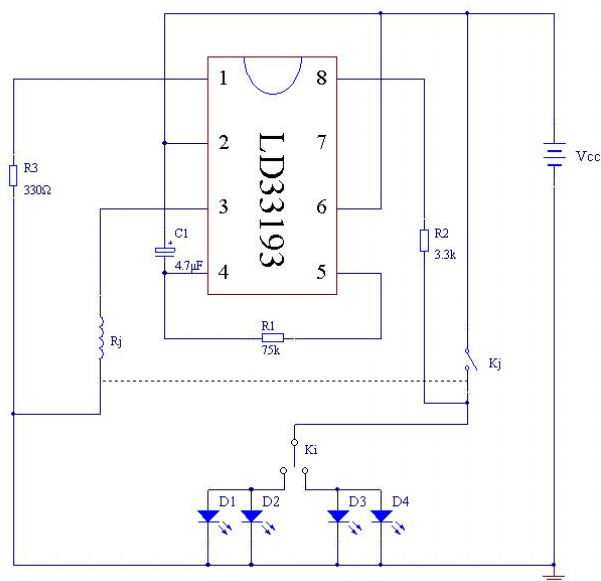 1
8
R3
330Ω
2
7
Vcc
LD33193
3
6
C1
+
4.7μF
R2
3.3k
4
5
R1
75k
Rj
Kj
Ki
D1
D2
D3
D4